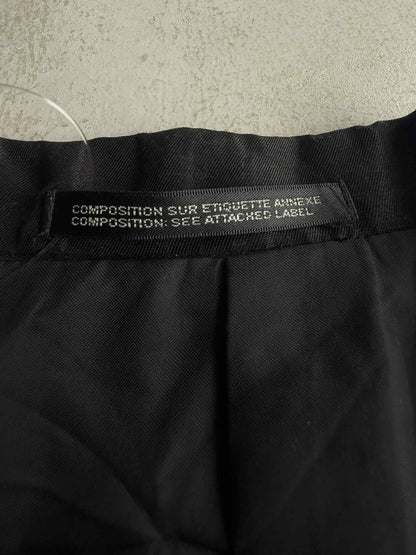 COMPOSITION SUR ETIQUETTE ANNEXE
COMPOSITION: SEE ATTACHED LABEL